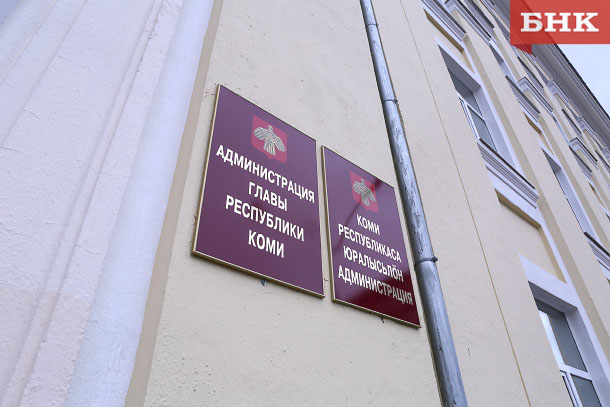 БНК
АДМИНИСТРАЦИЯ
ГЛАВЫ
РЕСПУБЛИКИ
КОМИ
КОМИ
РЕСПУБЛИКАСА
ЮРАЛЫСЬЛӦН
АДМИНИСТРАЦИЯ